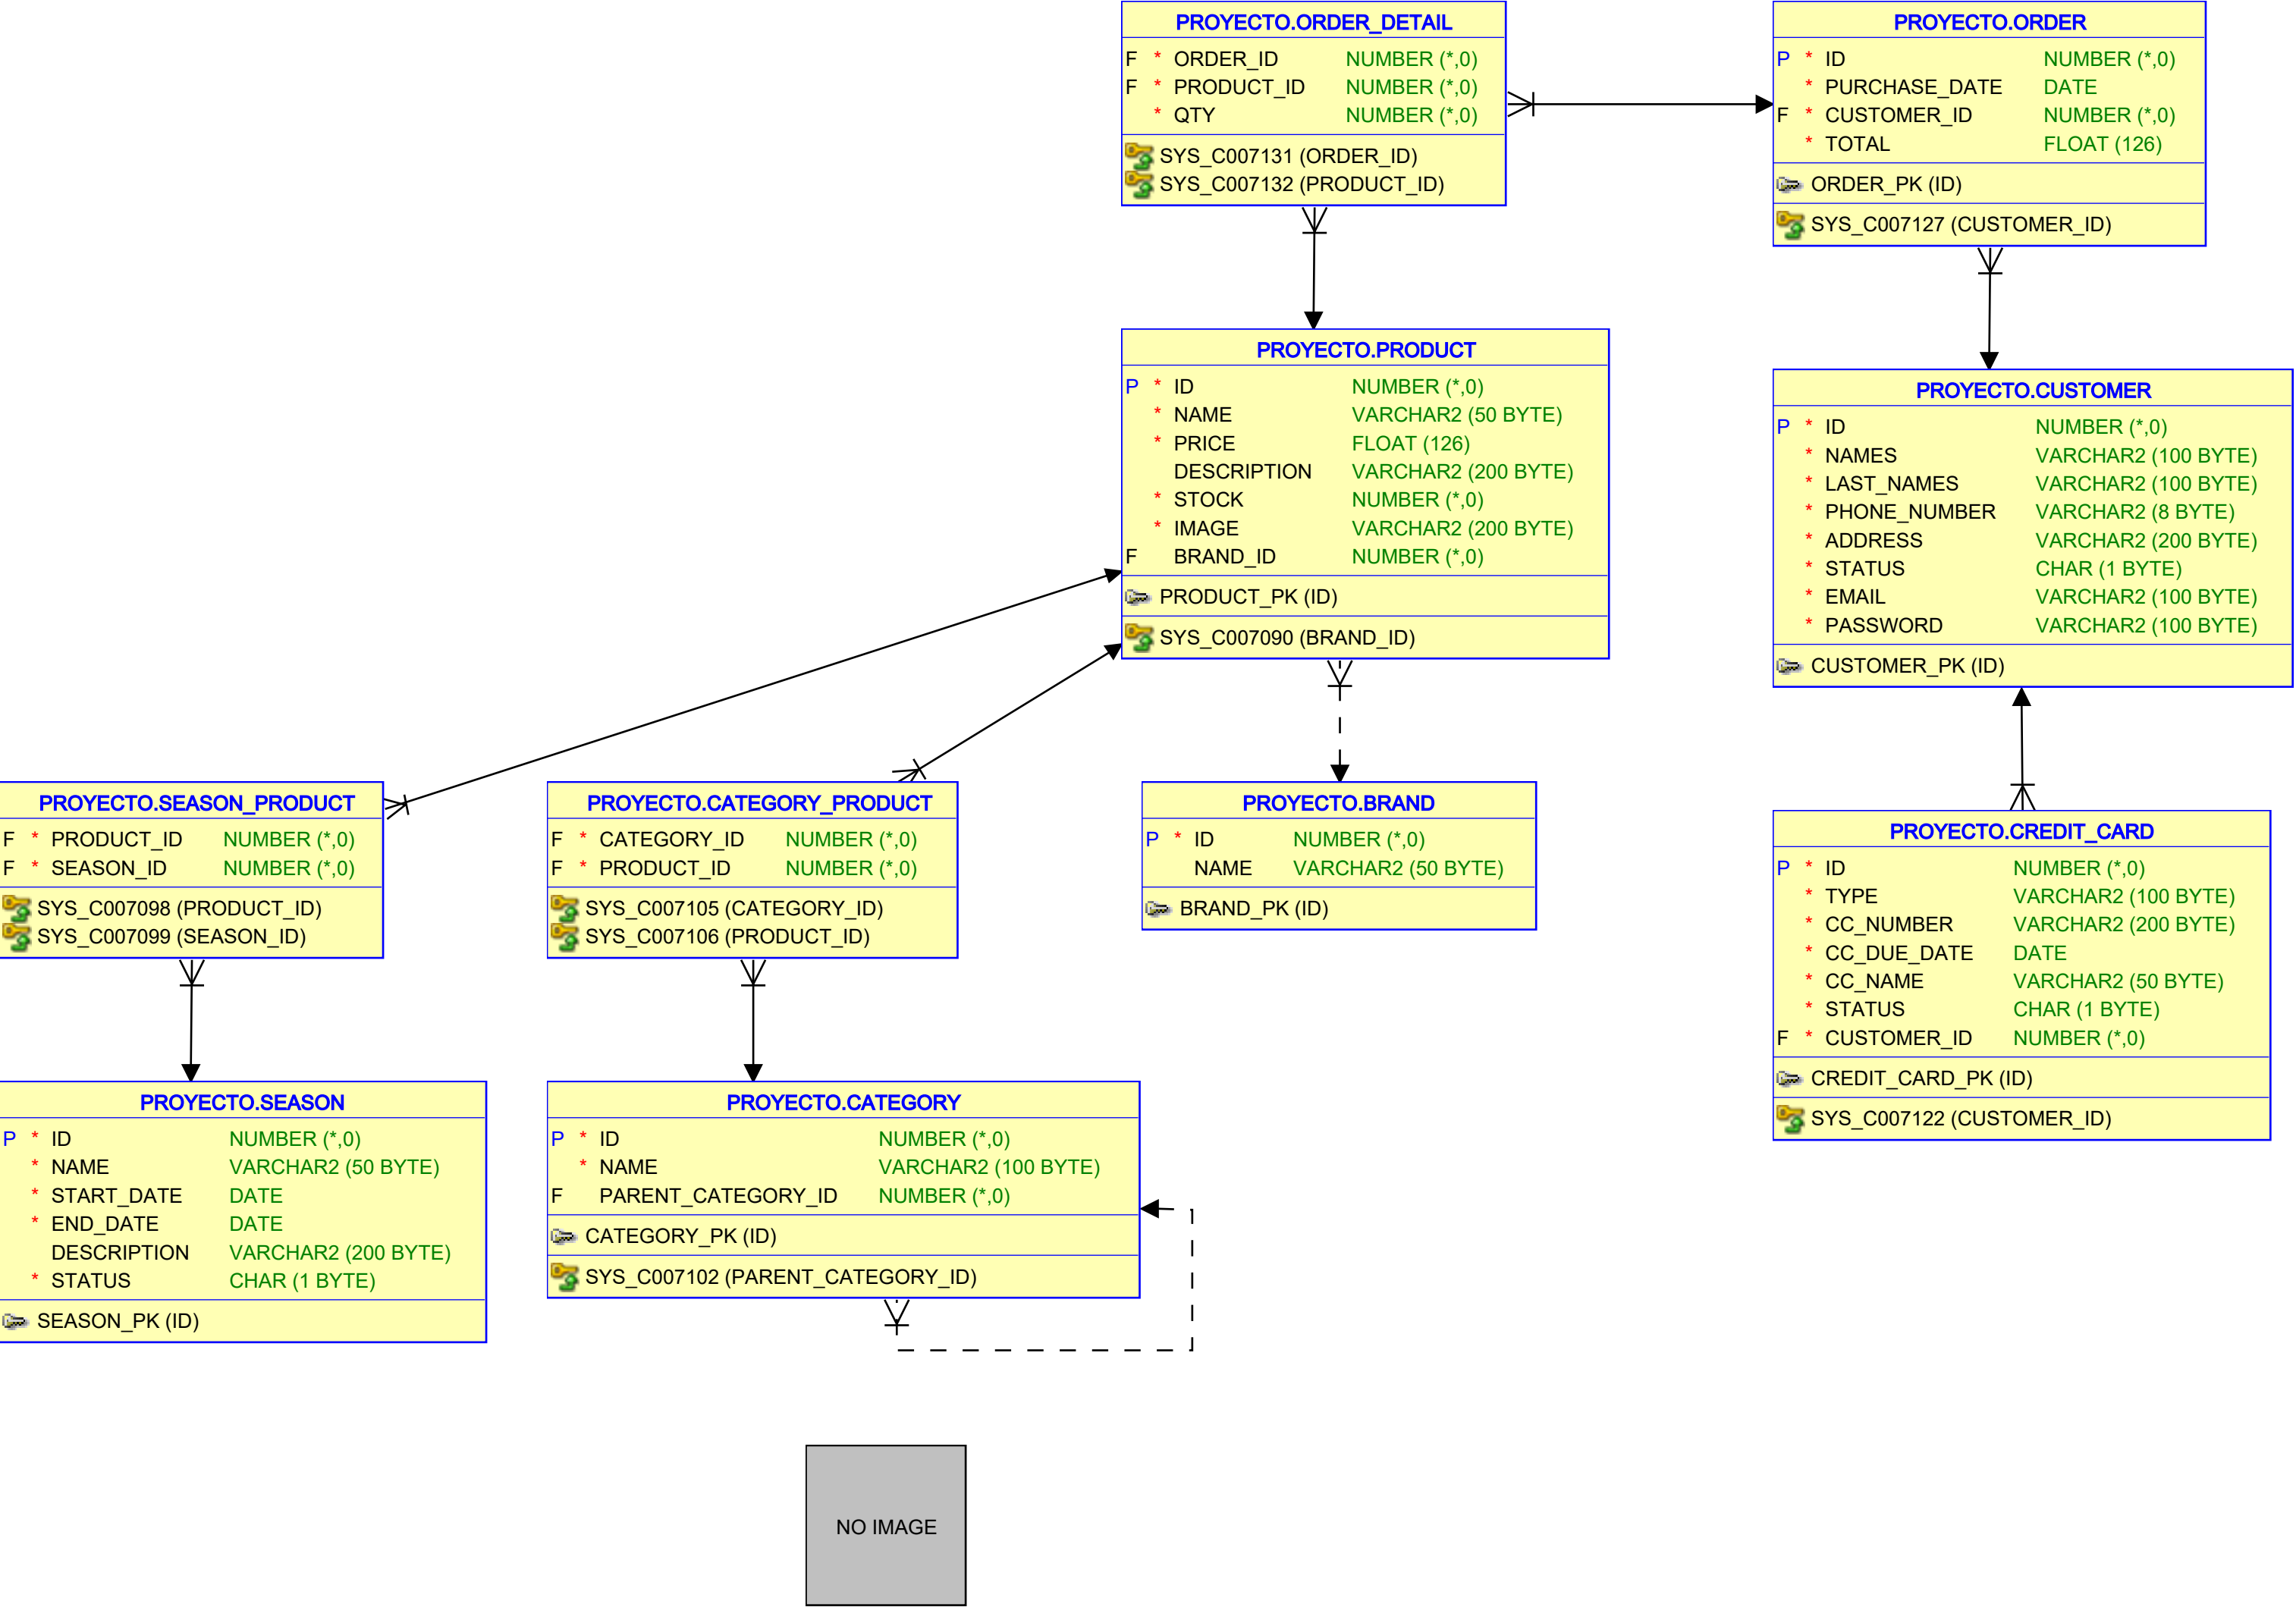 PROYECTO.ORDER_DETAIL
F * ORDER_ID NUMBER (*,0)
F * PRODUCT_ID NUMBER (*,0)
* QTY NUMBER (*,0)
SYS_C007131 (ORDER_ID)
SYS_C007132 (PRODUCT_ID)
PROYECTO.ORDER
P * ID NUMBER (*,0)
* PURCHASE_DATE DATE
F * CUSTOMER_ID NUMBER (*,0)
* TOTAL FLOAT (126)
ORDER_PK (ID)
SYS_C007127 (CUSTOMER_ID)
PROYECTO.PRODUCT
P * ID NUMBER (*,0)
* NAME VARCHAR2 (50 BYTE)
* PRICE FLOAT (126)
DESCRIPTION VARCHAR2 (200 BYTE)
* STOCK NUMBER (*,0)
* IMAGE VARCHAR2 (200 BYTE)
F BRAND_ID NUMBER (*,0)
PRODUCT_PK (ID)
SYS_C007090 (BRAND_ID)
PROYECTO.CUSTOMER
P * ID NUMBER (*,0)
* NAMES VARCHAR2 (100 BYTE)
* LAST_NAMES VARCHAR2 (100 BYTE)
* PHONE_NUMBER VARCHAR2 (8 BYTE)
* ADDRESS VARCHAR2 (200 BYTE)
* STATUS CHAR (1 BYTE)
* EMAIL VARCHAR2 (100 BYTE)
* PASSWORD VARCHAR2 (100 BYTE)
CUSTOMER_PK (ID)
PROYECTO.SEASON_PRODUCT
F * PRODUCT_ID NUMBER (*,0)
F * SEASON_ID NUMBER (*,0)
SYS_C007098 (PRODUCT_ID)
SYS_C007099 (SEASON_ID)
PROYECTO.CATEGORY_PRODUCT
F * CATEGORY_ID NUMBER (*,0)
F * PRODUCT_ID NUMBER (*,0)
SYS_C007105 (CATEGORY_ID)
SYS_C007106 (PRODUCT_ID)
PROYECTO.BRAND
P * ID NUMBER (*,0)
NAME VARCHAR2 (50 BYTE)
BRAND_PK (ID)
PROYECTO.CREDIT_CARD
P * ID NUMBER (*,0)
* TYPE VARCHAR2 (100 BYTE)
* CC_NUMBER VARCHAR2 (200 BYTE)
* CC_DUE_DATE DATE
* CC_NAME VARCHAR2 (50 BYTE)
* STATUS CHAR (1 BYTE)
F * CUSTOMER_ID NUMBER (*,0)
CREDIT_CARD_PK (ID)
SYS_C007122 (CUSTOMER_ID)
PROYECTO.SEASON
P * ID NUMBER (*,0)
* NAME VARCHAR2 (50 BYTE)
* START_DATE DATE
* END_DATE DATE
DESCRIPTION VARCHAR2 (200 BYTE)
* STATUS CHAR (1 BYTE)
SEASON_PK (ID)
PROYECTO.CATEGORY
P * ID NUMBER (*,0)
* NAME VARCHAR2 (100 BYTE)
F PARENT_CATEGORY_ID NUMBER (*,0)
CATEGORY_PK (ID)
SYS_C007102 (PARENT_CATEGORY_ID)
NO IMAGE